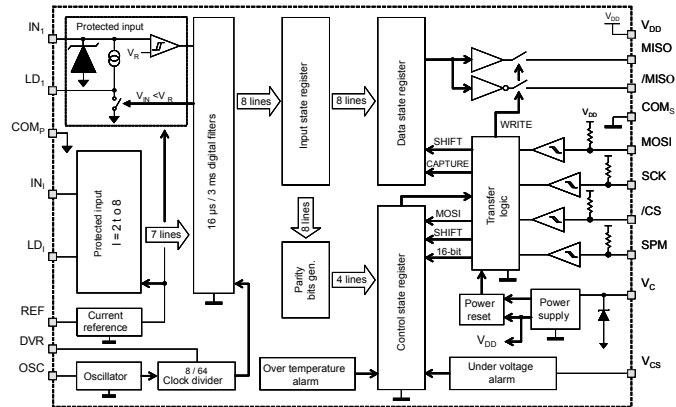 IN1
LD1
COMP
INI
LDI
REF
DVR
OSC
Protected input
VR
VIN <VR
Protected input
I = 2 to 8
7 lines
Current
reference
Oscillator
8 / 64
Clock divider
16 µs / 3 ms digital filters
8 lines
Input state register
8 lines
8 lines
Parity
bits gen.
4 lines
Over temperature
alarm
Data state register
Control state register
WRITE
SHIFT
CAPTURE
MOSI
SHIFT
16-bit
Transfer
logic
VDD
Power
reset
Power
supply
VDD
Under voltage
alarm
VDD
VDD
MISO
/MISO
COMS
MOSI
SCK
/CS
SPM
VC
VCS